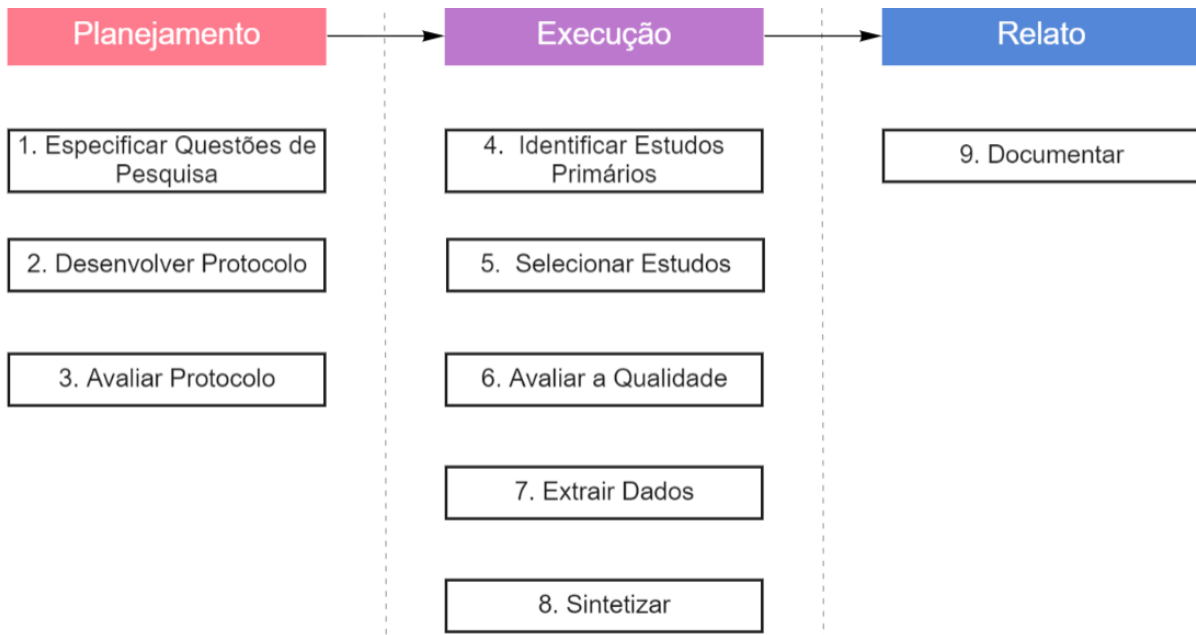 Planejamento
Execução
Relato
1. Especificar Questões de
Pesquisa
2. Desenvolver Protocolo
3. Avaliar Protocolo
4. Identificar Estudos
Primários
5. Selecionar Estudos
6. Avaliar a Qualidade
7. Extrair Dados
8. Sintetizar
9. Documentar